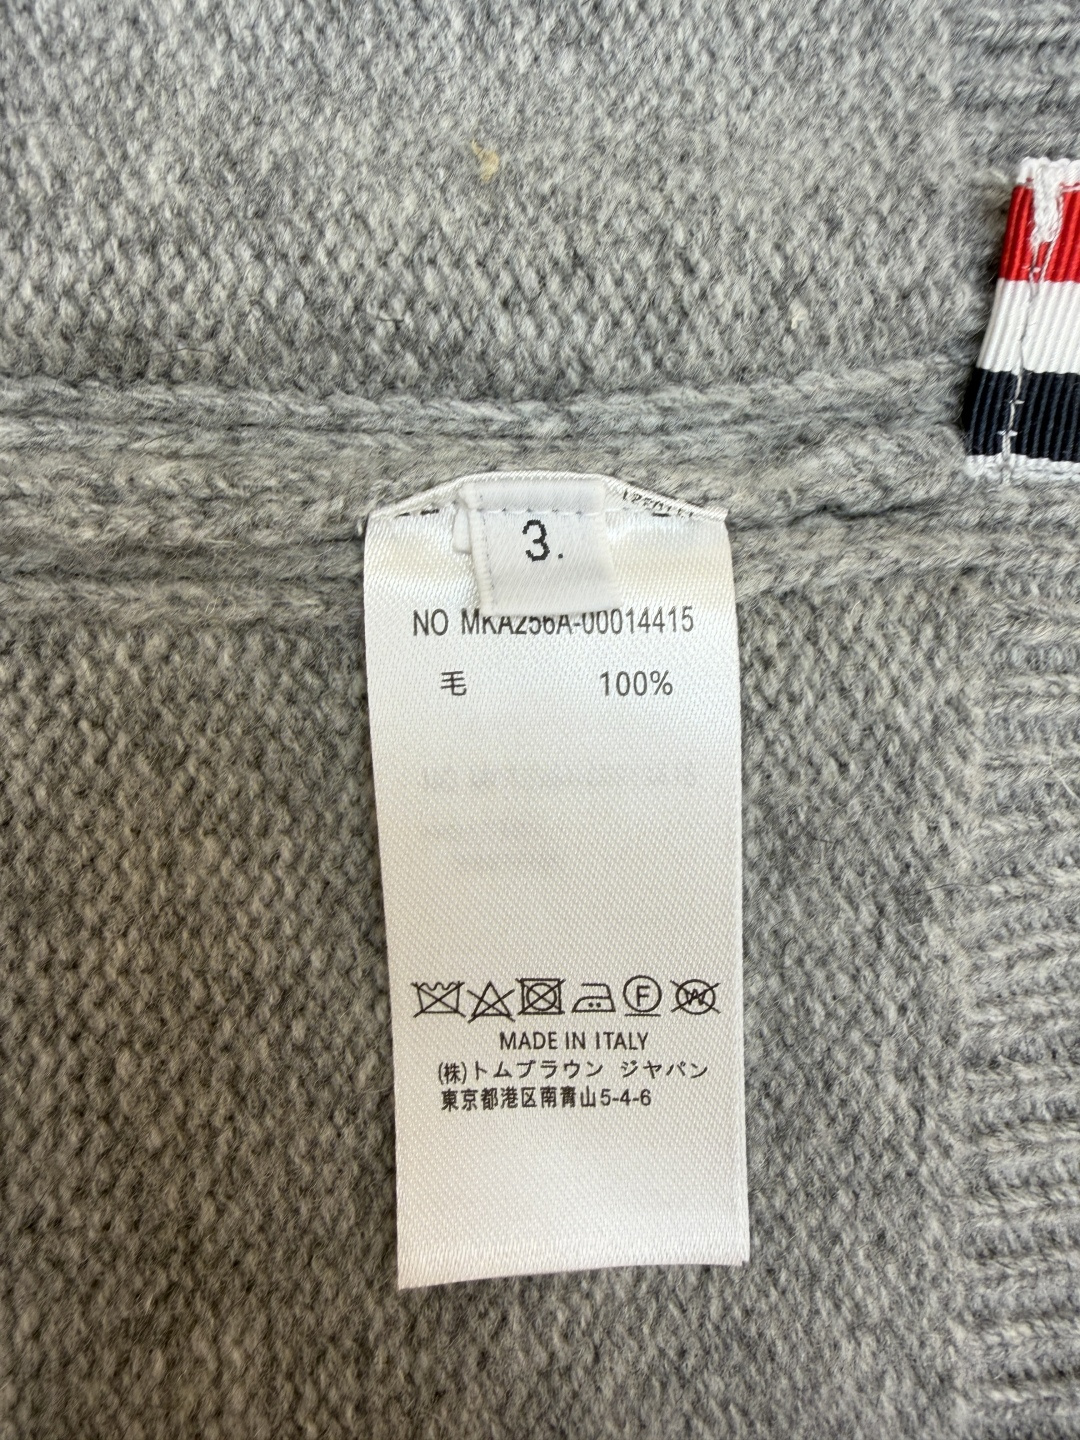 3.
NO MKA256A-00014415
毛 100%
F
W
MADE IN ITALY
(株)トムブラウン ジヤパン
東京都港区南青山5-4-6